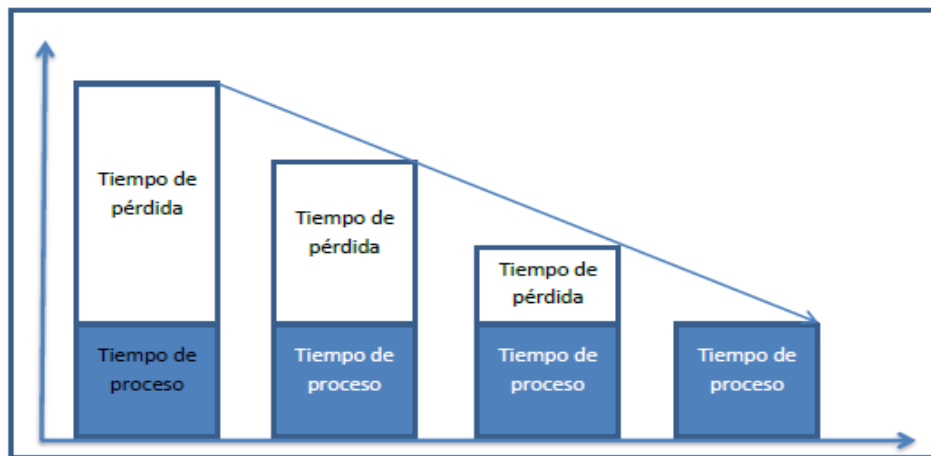 Tiempo de
pérdida
Tiempo de
proceso
Tiempo de
pérdida
Tiempo de
proceso
Tiempo de
pérdida
Tiempo de
proceso
Tiempo de
proceso